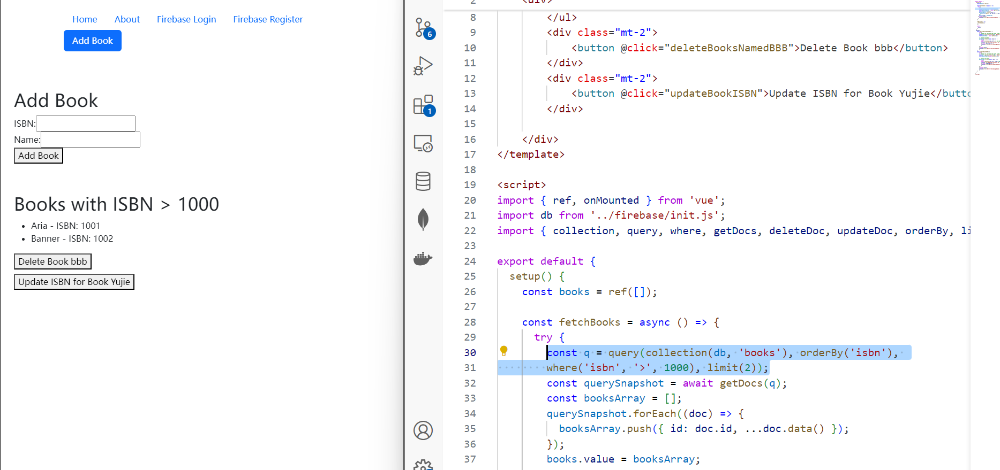 Home About Firebase Login Firebase Register
Add Book
Add Book
ISBN:
Name:
Add Book
Books with ISBN > 1000
• Aria - ISBN: 1001
• Banner - ISBN: 1002
Delete Book bbb
Update ISBN for Book Yujie
6
1
2 <div>
8 </ul>
9 <div class="mt-2">
10 <button @click="deleteBooksNamedBBB">Delete Book bbb</button>
11 </div>
12 <div class="mt-2">
13 <button @click="updateBookISBN">Update ISBN for Book Yujie</butto
14 </div>
15
16 </div>
17 </template>
18
19 <script>
20 import { ref, onMounted } from 'vue';
21 import db from '../firebase/init.js';
22 import { collection, query, where, getDocs, deleteDoc, updateDoc, orderBy, li
23
24 export default {
25 setup() {
26 const books = ref([]);
27
28 const fetchBooks = async () => {
29 try {
30 const q = query(collection(db, 'books'), orderBy('isbn'),
31 where('isbn', '>', 1000), limit(2));
32 const querySnapshot = await getDocs(q);
33 const booksArray = [];
34 querySnapshot.forEach((doc) => {
35 booksArray.push({ id: doc.id, ...doc.data() });
36 });
37 books.value = booksArray;